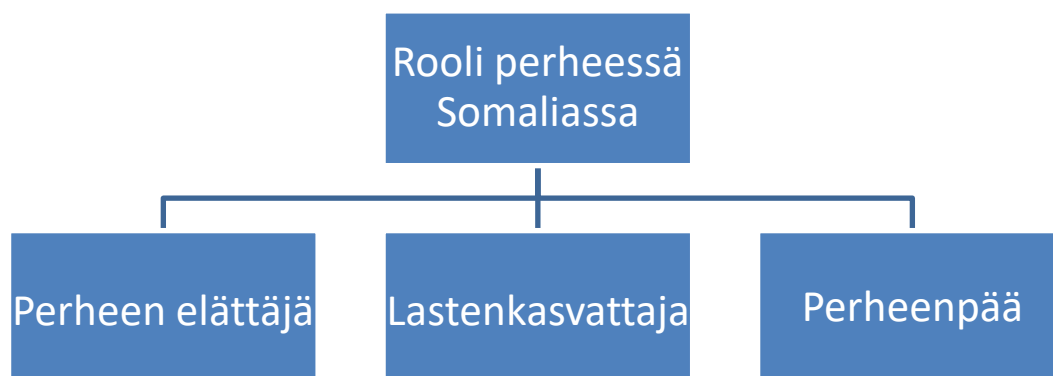 Rooli perheessä
Somaliassa
Perheen elättäjä
Lastenkasvattaja
Perheenpää